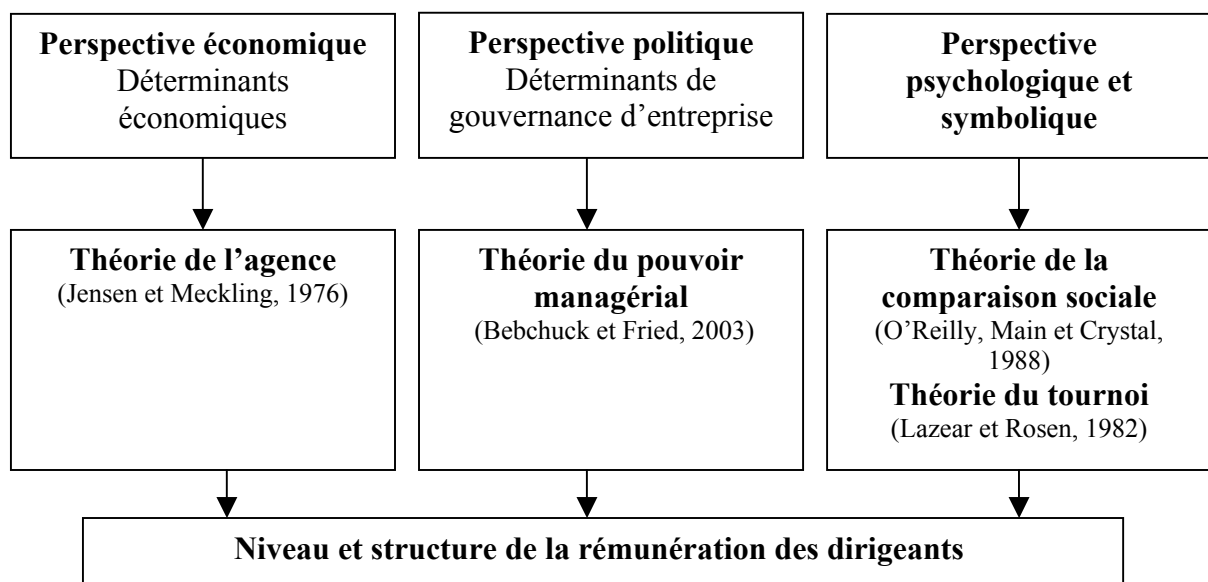 Perspective économique
Déterminants
économiques
Perspective politique
Déterminants de
gouvernance d’entreprise
Perspective
psychologique et
symbolique
Théorie de l’agence
(Jensen et Meckling, 1976)
Théorie du pouvoir
managérial
(Bebchuck et Fried, 2003)
Théorie de la
comparaison sociale
(O’Reilly, Main et Crystal,
1988)
Théorie du tournoi
(Lazear et Rosen, 1982)
Niveau et structure de la rémunération des dirigeants